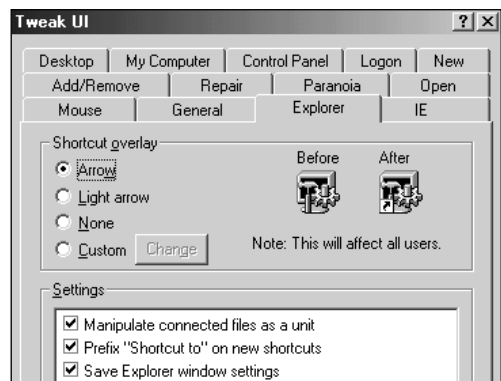 Tweak UI
Desktop My Computer Control Panel Logon New
Add/Remove Repair Paranoia Open
Mouse General Explorer IE
Shortcut overlay
Before After
Arrow
Light arrow
None
Custom Change
Note: This will affect all users.
Settings
Manipulate connected files as a unit
Prefix "Shortcut to" on new shortcuts
Save Explorer window settings